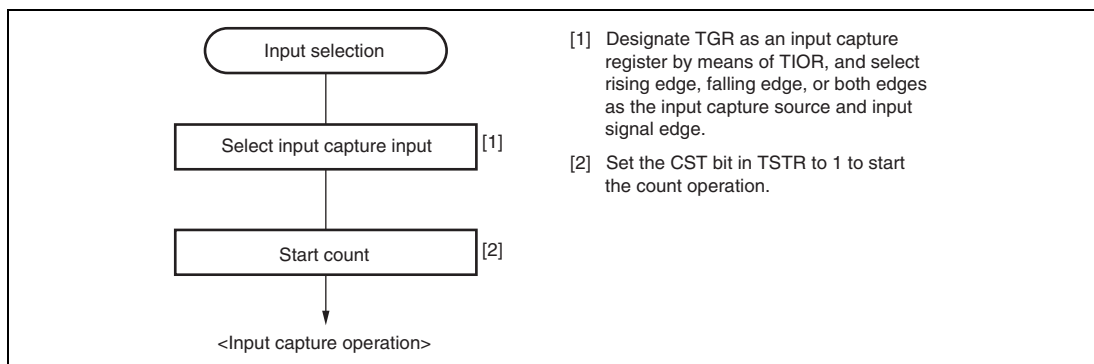 Input selection
Select input capture input
[1]
Start count
[2]
<Input capture operation>
[1] Designate TGR as an input capture
register by means of TIOR, and select
rising edge, falling edge, or both edges
as the input capture source and input
signal edge.
[2] Set the CST bit in TSTR to 1 to start
the count operation.